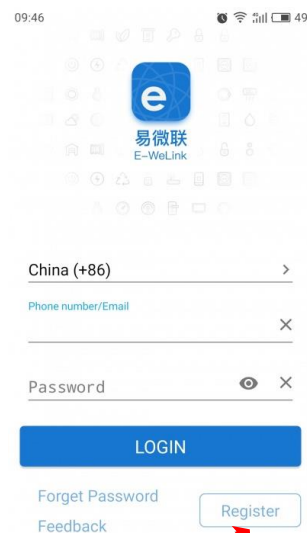 09:46
49
e
易微联
E-WeLink
China (+86)
Phone number/Email
Password
LOGIN
Forget Password
Register
Feedback